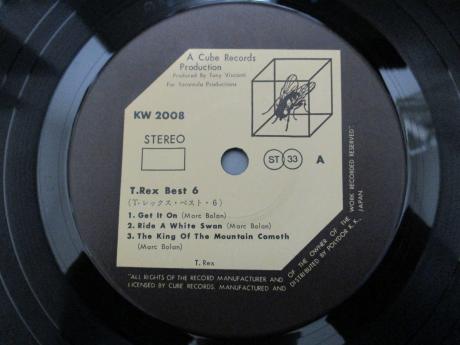 A Cube Records
Production
Produced By Tony Visconti
For Straight Ahead Productions
KW 2008
STEREO
ST 33 A
T.Rex Best 6
(T・レックス・ベスト・6)
1. Get It On (Marc Bolan)
2. Ride A White Swan (Marc Bolan)
3. The King Of The Mountain Cometh
(Marc Bolan)
T. Rex
"ALL RIGHTS OF THE RECORD MANUFACTURER AND
OF THE OWNER OF THE
WORK RECORDED RESERVED"
LICENSED BY CUBE RECORDS, MANUFACTURED AND
DISTRIBUTED BY POLYDOR K.K., JAPAN